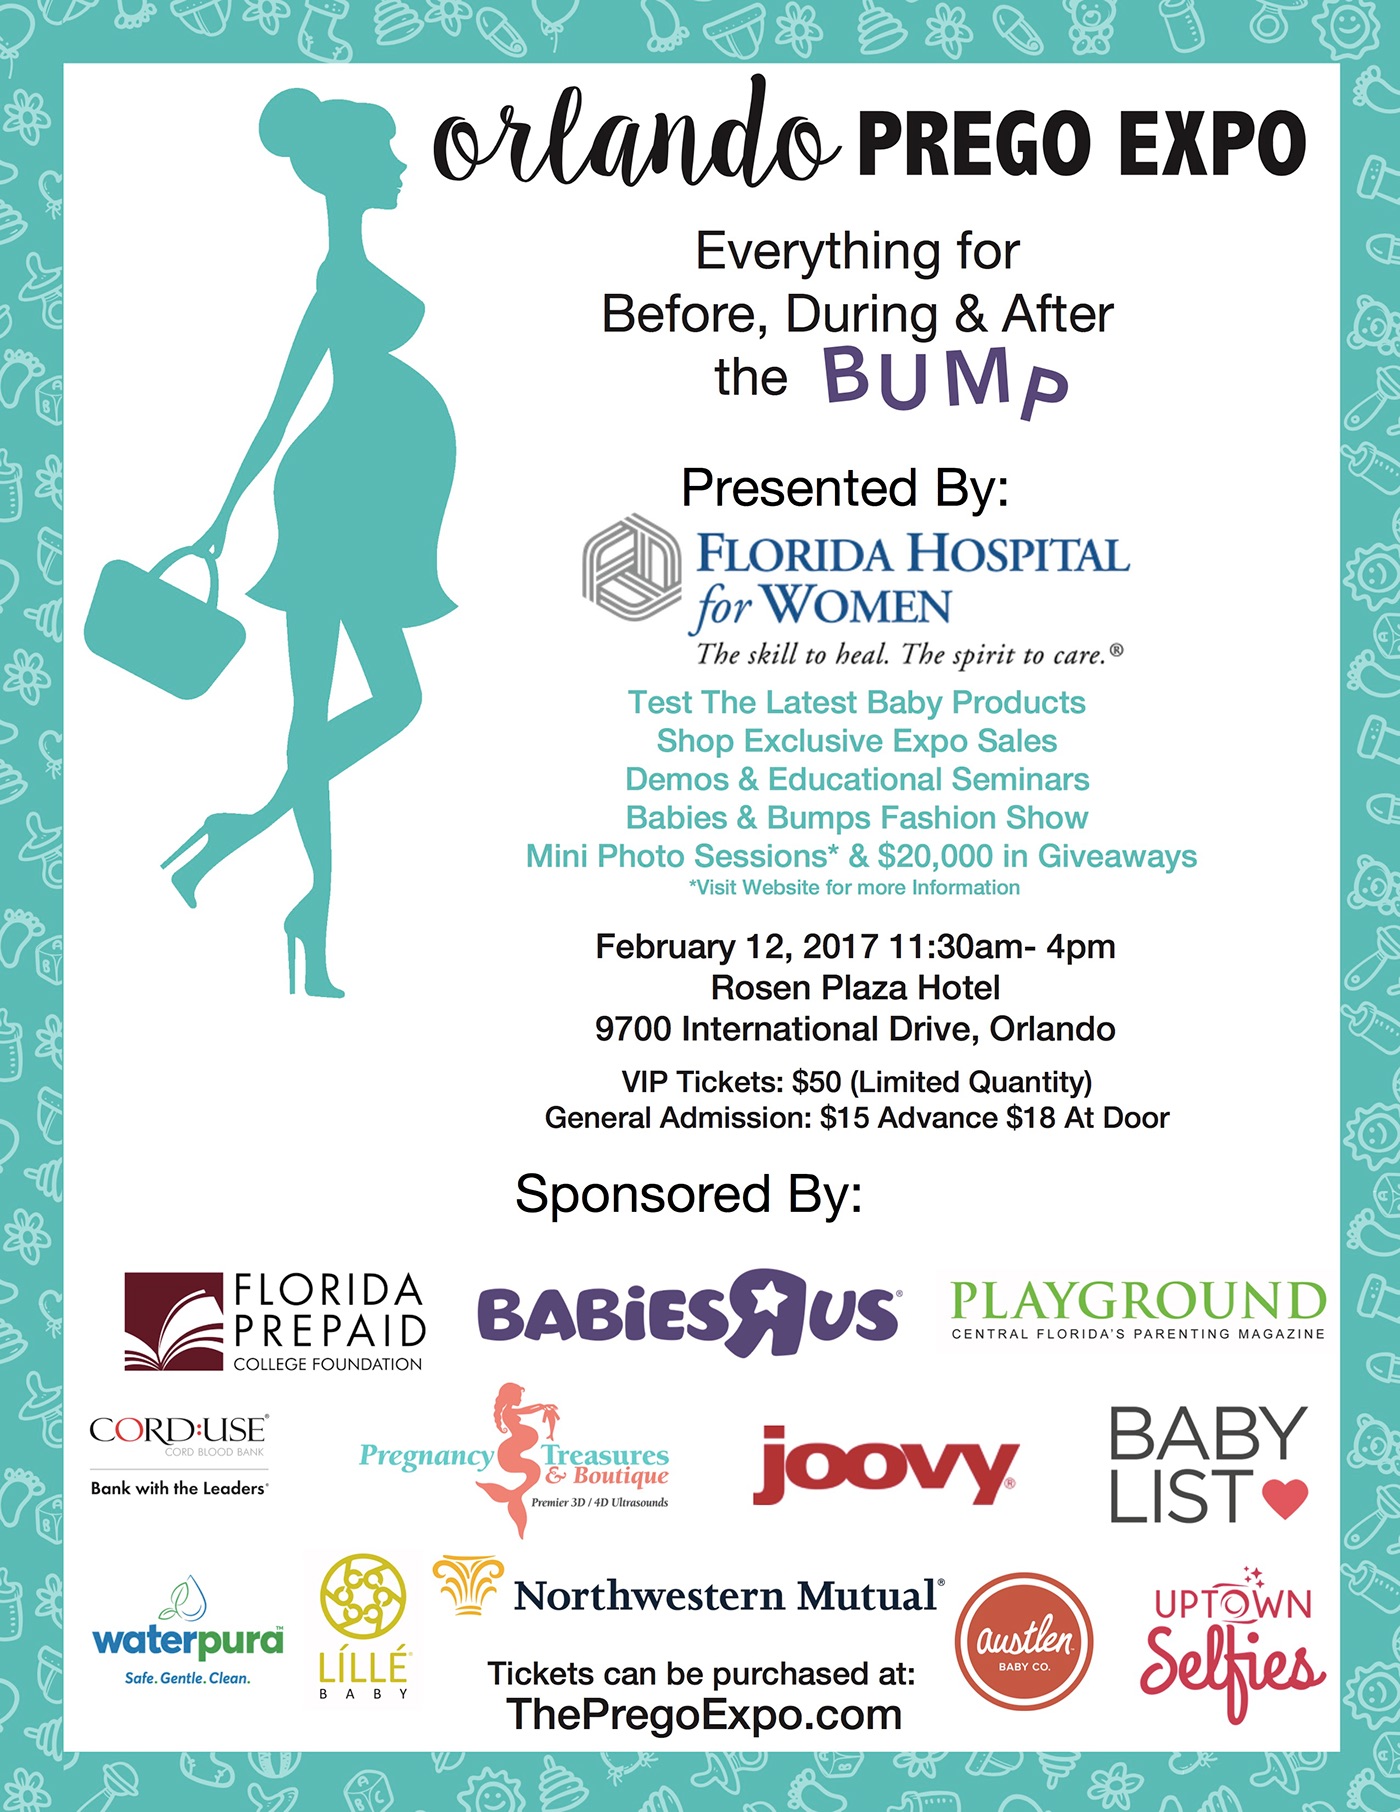 orlando PREGO EXPO
Everything for
Before, During & After
the BUMP
Presented By:
FLORIDA HOSPITAL
for WOMEN
The skill to heal. The spirit to care.®
Test The Latest Baby Products
Shop Exclusive Expo Sales
Demos & Educational Seminars
Babies & Bumps Fashion Show
Mini Photo Sessions* & $20,000 in Giveaways
*Visit Website for more Information
February 12, 2017 11:30am- 4pm
Rosen Plaza Hotel
9700 International Drive, Orlando
VIP Tickets: $50 (Limited Quantity)
General Admission: $15 Advance $18 At Door
Sponsored By:
FLORIDA
PREPAID
COLLEGE FOUNDATION
BABiESRUS®
PLAYGROUND
CENTRAL FLORIDA'S PARENTING MAGAZINE
CORD:USE®
CORD BLOOD BANK
Bank with the Leaders®
Pregnancy Treasures
& Boutique
Premier 3D / 4D Ultrasounds
joovy®
BABY
LIST
waterpura™
Safe. Gentle. Clean.
LÍLLÉ®
BABY
Northwestern Mutual®
austlen
BABY CO.
UPTOWN
Selfies
Tickets can be purchased at:
ThePregoExpo.com